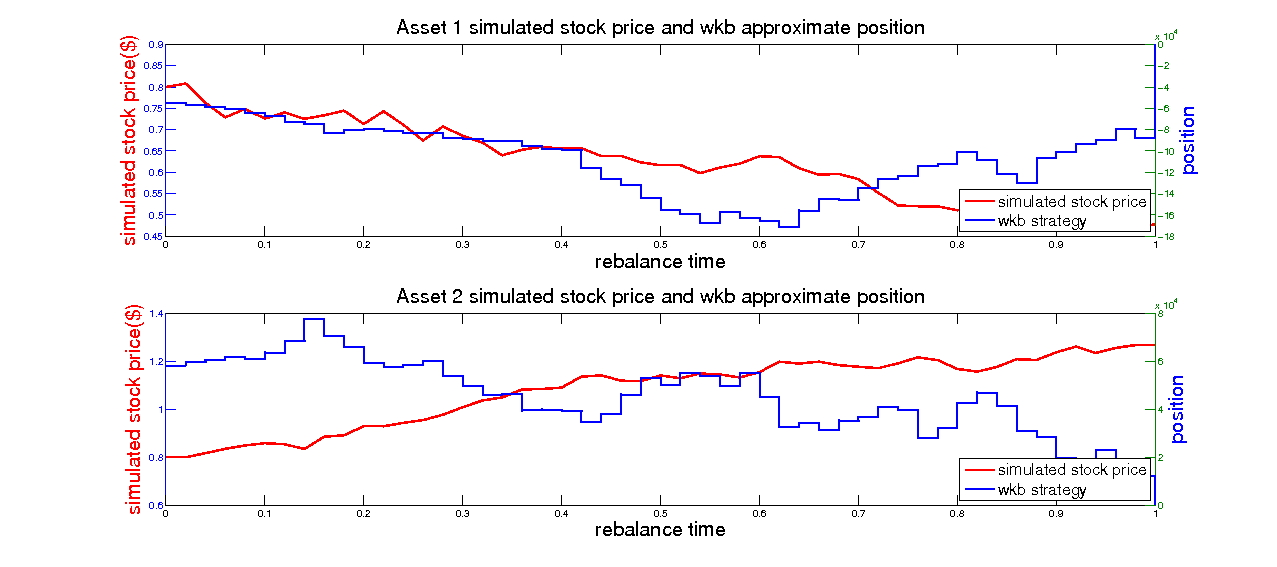 Asset 1 simulated stock price and wkb approximate position
x 10^4
simulated stock price($)
0.9
0.85
0.8
0.75
0.7
0.65
0.6
0.55
0.5
0.45
0
-2
-4
-6
-8
-10
-12
-14
-16
-18
position
simulated stock price
wkb strategy
0 0.1 0.2 0.3 0.4 0.5 0.6 0.7 0.8 0.9 1
rebalance time
Asset 2 simulated stock price and wkb approximate position
x 10^4
simulated stock price($)
1.4
1.2
1
0.8
0.6
8
6
4
2
0
position
simulated stock price
wkb strategy
0 0.1 0.2 0.3 0.4 0.5 0.6 0.7 0.8 0.9 1
rebalance time